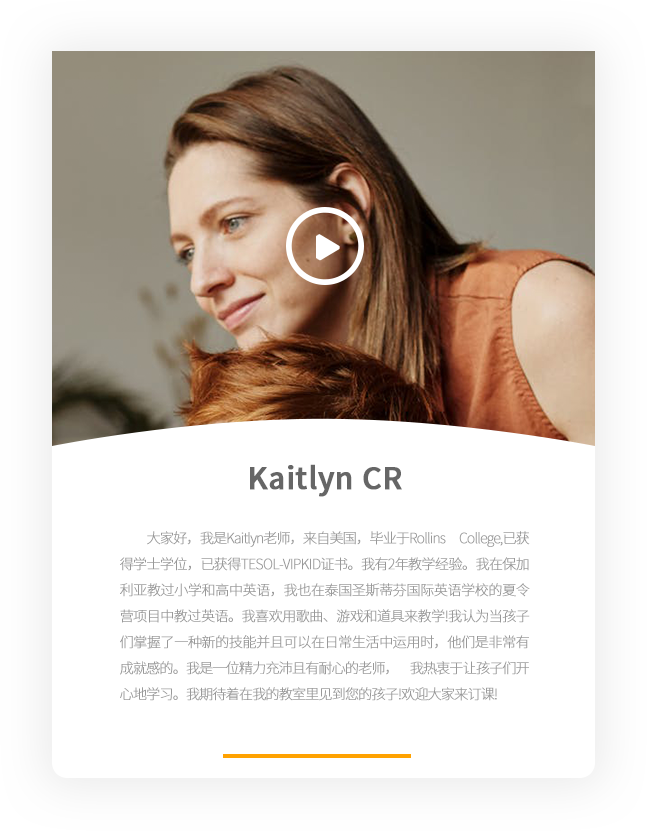 Kaitlyn CR
大家好，我是Kaitlyn老师，来自美国，毕业于Rollins College,已获
得学士学位，已获得TESOL-VIPKID证书。我有2年教学经验。我在保加
利亚教过小学和高中英语，我也在泰国圣斯蒂芬国际英语学校的夏令
营项目中教过英语。我喜欢用歌曲、游戏和道具来教学!我认为当孩子
们掌握了一种新的技能并且可以在日常生活中运用时，他们是非常有
成就感的。我是一位精力充沛且有耐心的老师， 我热衷于让孩子们开
心地学习。我期待着在我的教室里见到您的孩子!欢迎大家来订课!